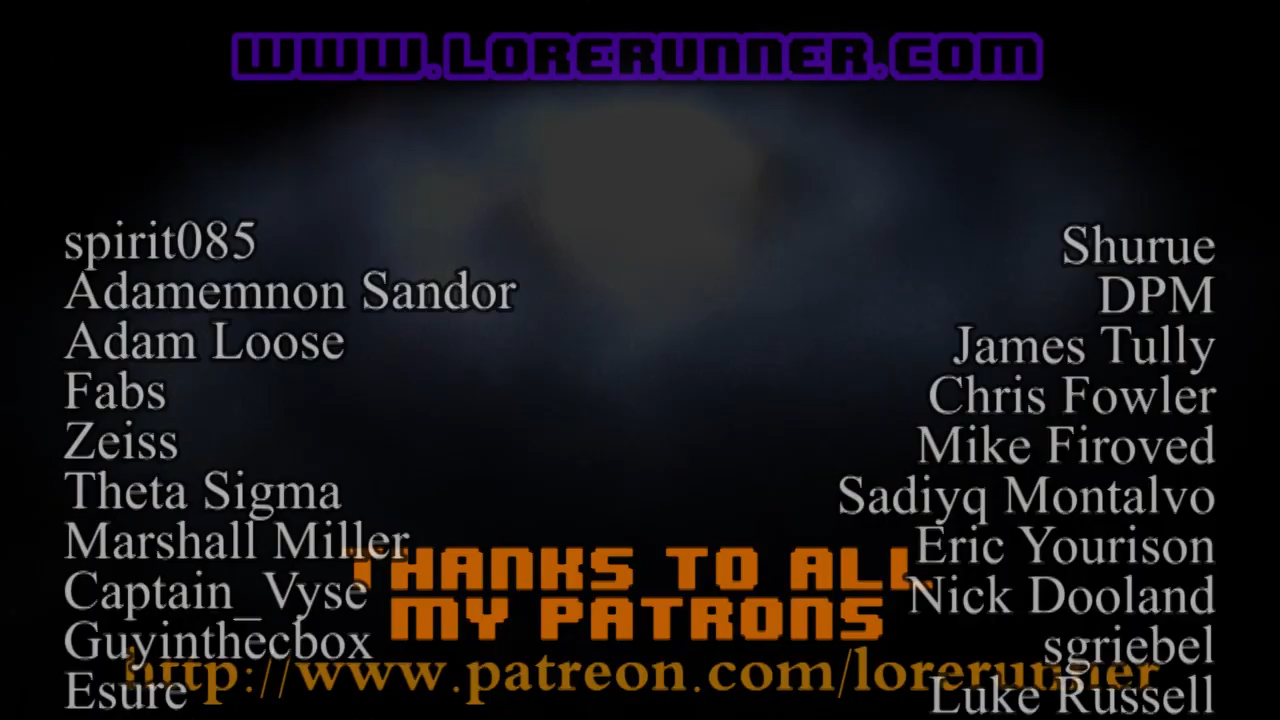 WWW.LORERUNNER.COM
spirit085
Adamemnon Sandor
Adam Loose
Fabs
Zeiss
Theta Sigma
Marshall Miller
Captain_Vyse
Guyinthecbox
Esure
Shurue
DPM
James Tully
Chris Fowler
Mike Firoved
Sadiyq Montalvo
Eric Yourison
Nick Dooland
sgriebel
Luke Russell
THANKS TO ALL
MY PATRONS
http://www.patreon.com/lorerunner